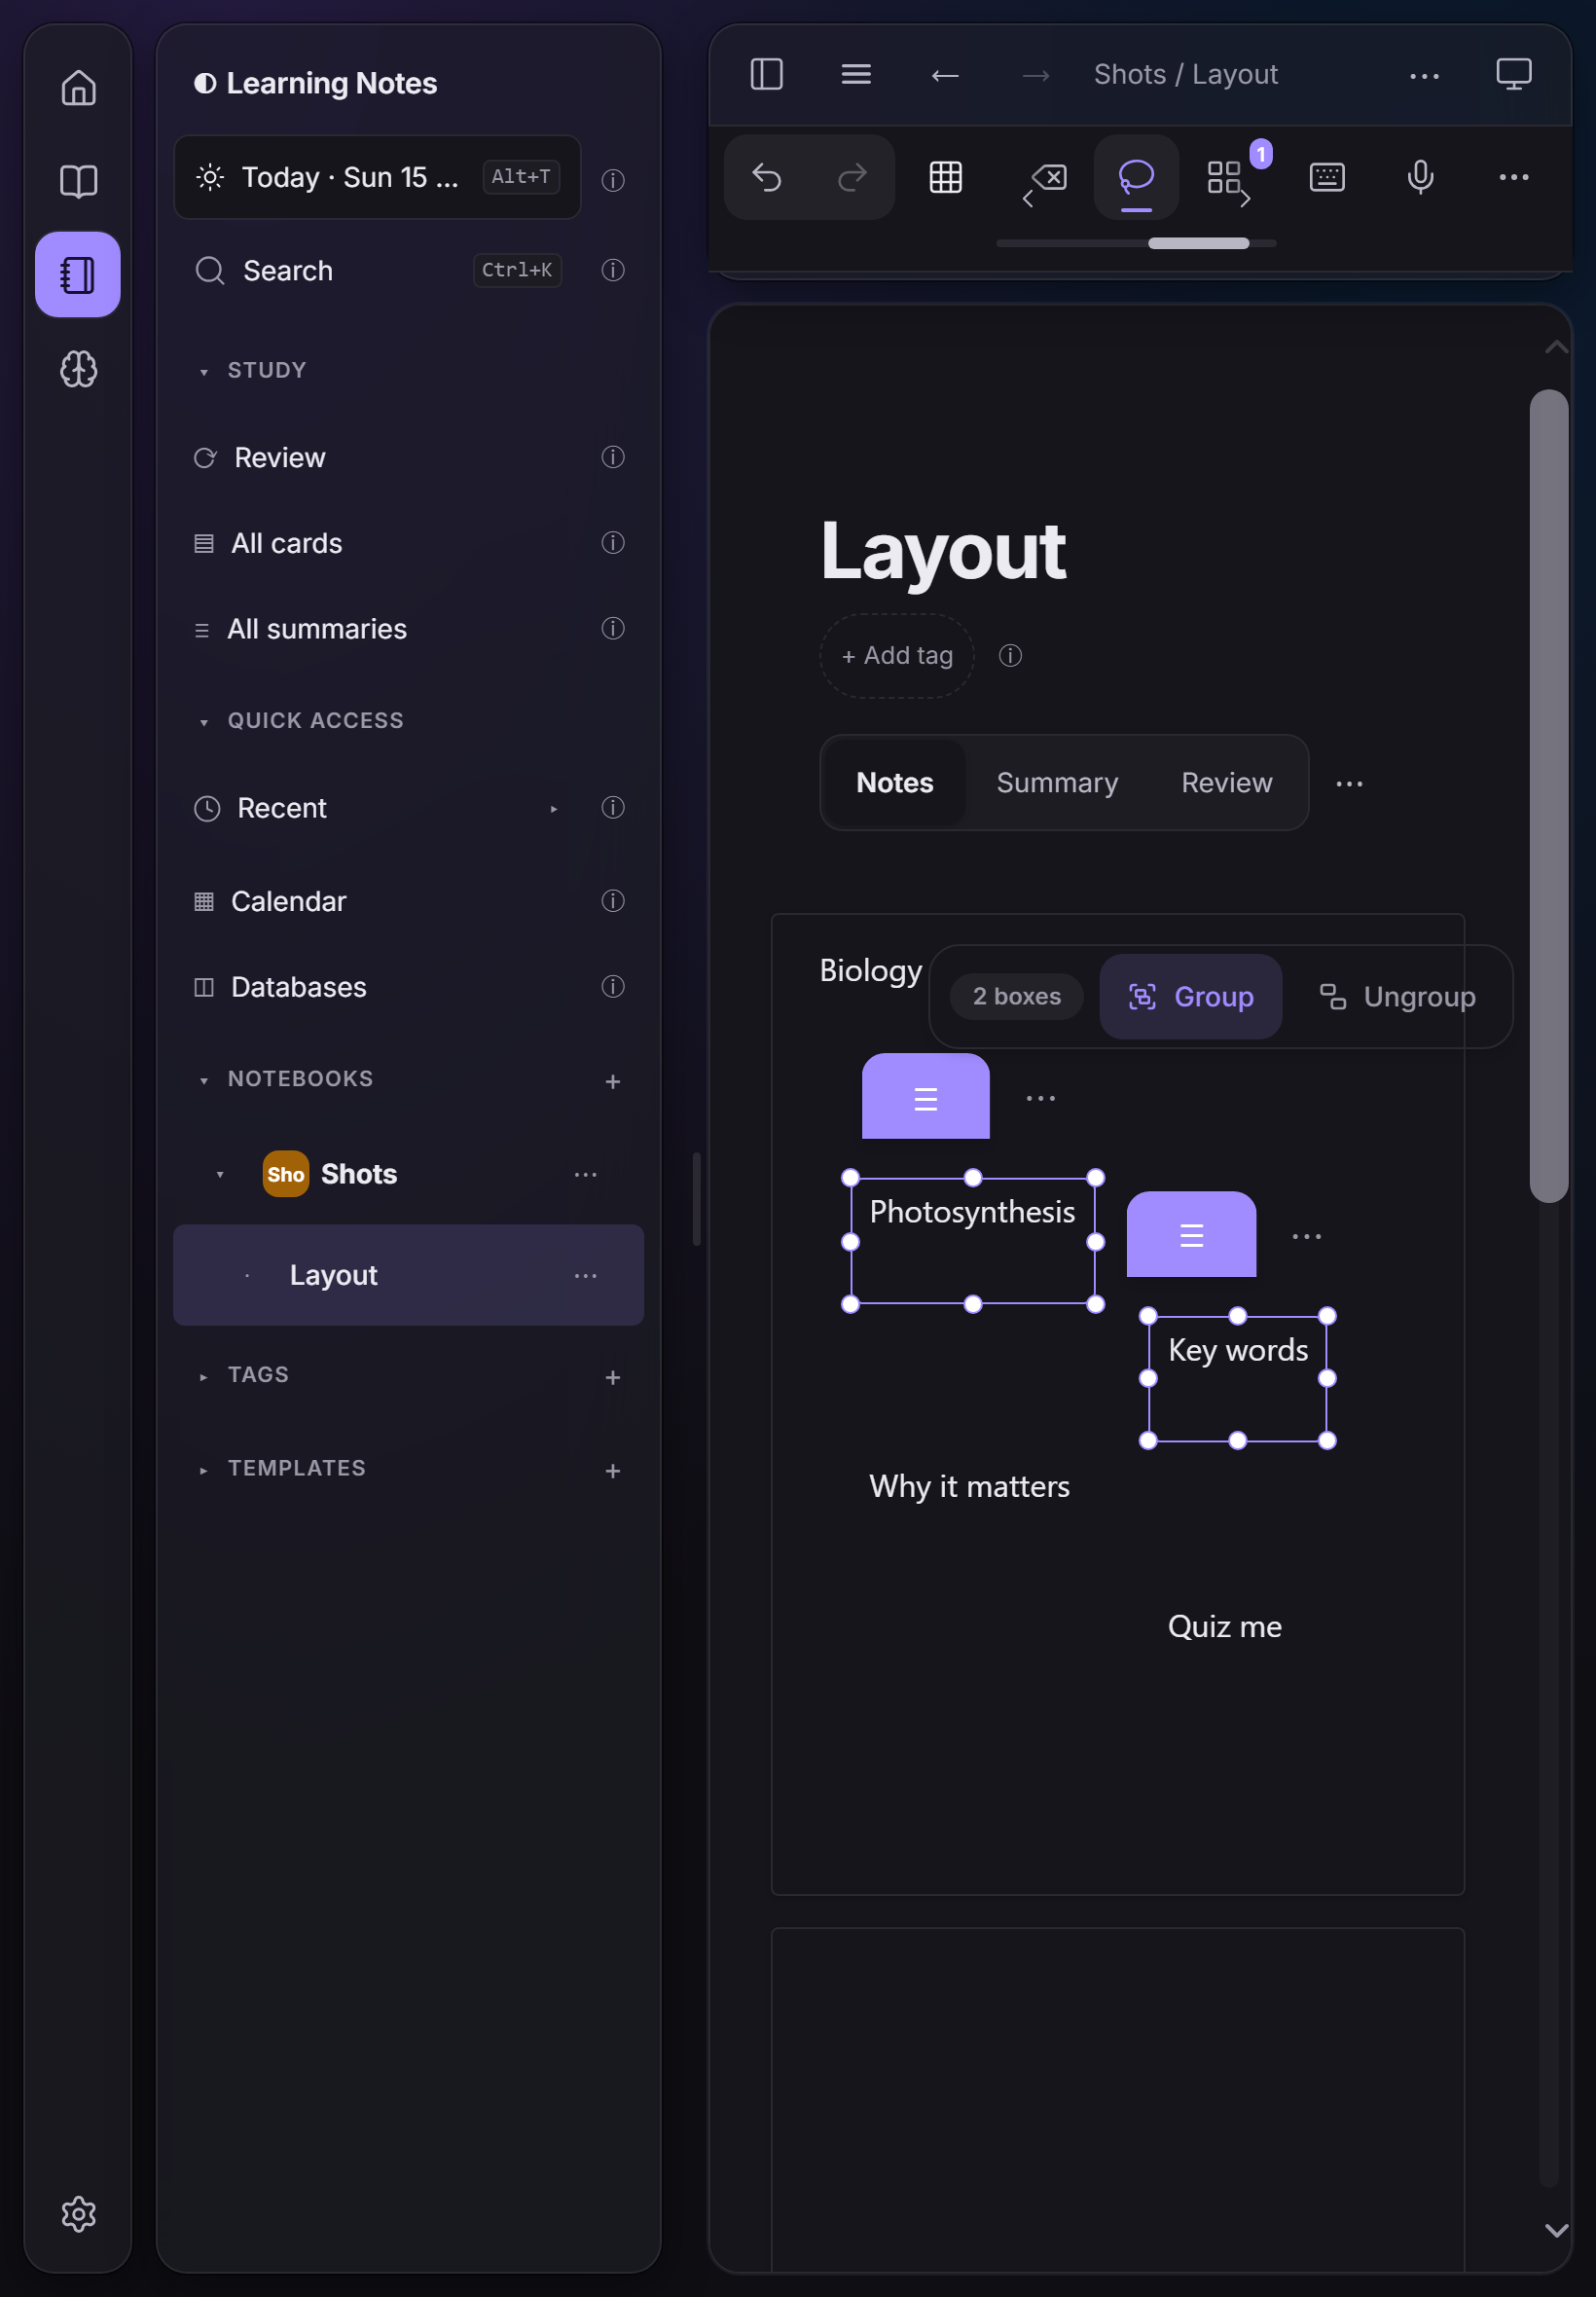 Learning Notes
Today · Sun 15 ... Alt+T
Search Ctrl+K
STUDY
Review
All cards
All summaries
QUICK ACCESS
Recent
Calendar
Databases
NOTEBOOKS
Sho Shots
Layout
TAGS
TEMPLATES
Shots / Layout
1
Layout
+ Add tag
Notes Summary Review
Biology
2 boxes Group Ungroup
Photosynthesis
Key words
Why it matters
Quiz me